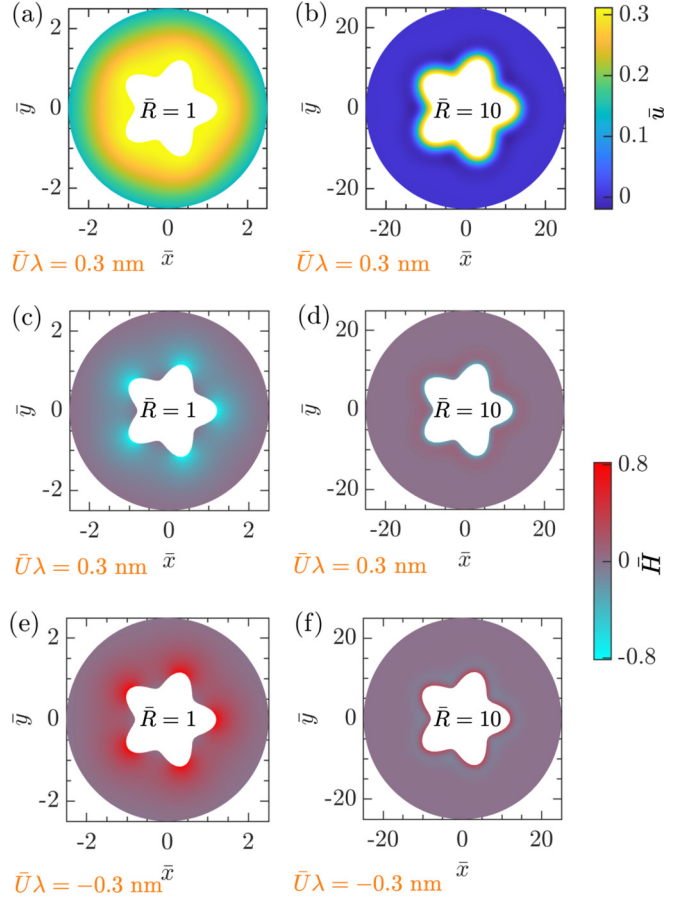 (a)
2
0
-2
ȳ
R̄ = 1
-2 0 2
x̄
Ūλ = 0.3 nm
(b)
20
0
-20
ȳ
R̄ = 10
-20 0 20
x̄
Ūλ = 0.3 nm
0.3
0.2
0.1
0
ū
(c)
2
0
-2
ȳ
R̄ = 1
-2 0 2
x̄
Ūλ = 0.3 nm
(d)
20
0
-20
ȳ
R̄ = 10
-20 0 20
x̄
Ūλ = 0.3 nm
0.8
0
-0.8
H̄
(e)
2
0
-2
ȳ
R̄ = 1
-2 0 2
x̄
Ūλ = −0.3 nm
(f)
20
0
-20
ȳ
R̄ = 10
-20 0 20
x̄
Ūλ = −0.3 nm